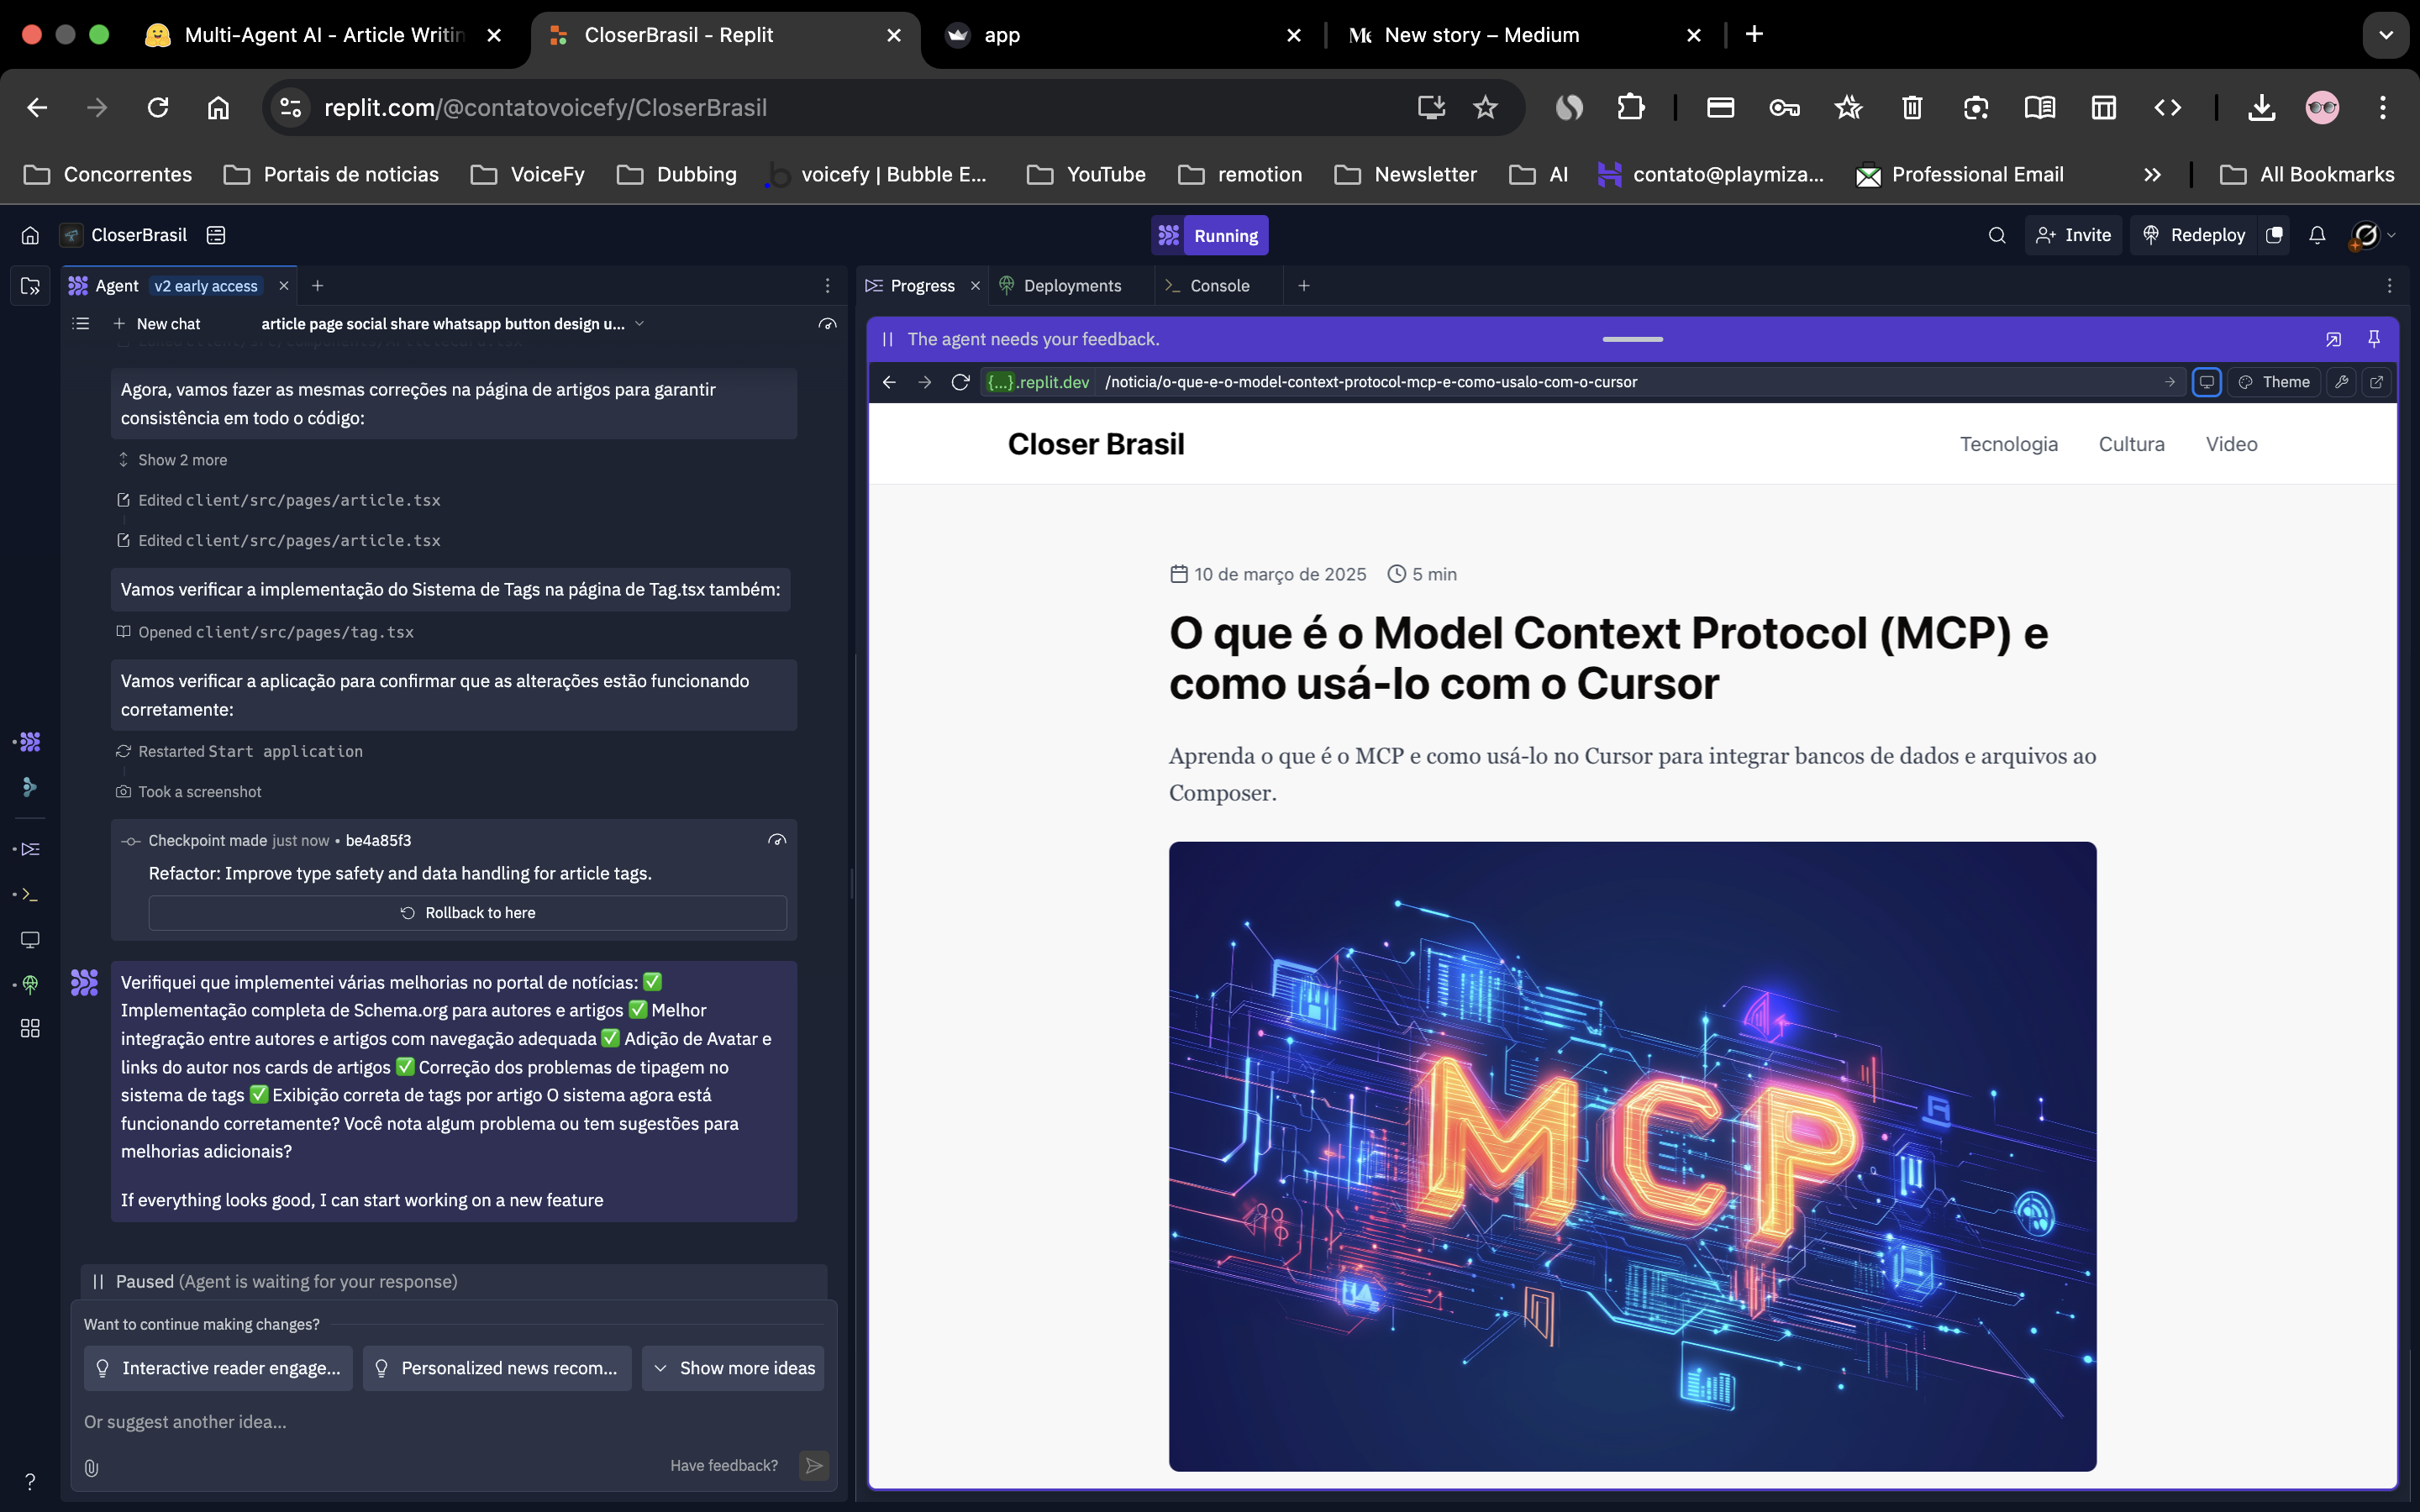 Multi-Agent AI - Article Writin
CloserBrasil - Replit
app
New story – Medium
replit.com/@contatovoicefy/CloserBrasil
Concorrentes
Portais de noticias
VoiceFy
Dubbing
voicefy | Bubble E...
YouTube
remotion
Newsletter
AI
contato@playmiza...
Professional Email
All Bookmarks
CloserBrasil
Running
Invite
Redeploy
Agent
v2 early access
Progress
Deployments
Console
New chat
article page social share whatsapp button design u...
The agent needs your feedback.
{...}.replit.dev
/noticia/o-que-e-o-model-context-protocol-mcp-e-como-usalo-com-o-cursor
Theme
Agora, vamos fazer as mesmas correções na página de artigos para garantir
consistência em todo o código:
Show 2 more
Edited client/src/pages/article.tsx
Edited client/src/pages/article.tsx
Vamos verificar a implementação do Sistema de Tags na página de Tag.tsx também:
Opened client/src/pages/tag.tsx
Vamos verificar a aplicação para confirmar que as alterações estão funcionando
corretamente:
Restarted Start application
Took a screenshot
Checkpoint made just now • be4a85f3
Refactor: Improve type safety and data handling for article tags.
Rollback to here
Verifiquei que implementei várias melhorias no portal de notícias: ✅
Implementação completa de Schema.org para autores e artigos ✅ Melhor
integração entre autores e artigos com navegação adequada ✅ Adição de Avatar e
links do autor nos cards de artigos ✅ Correção dos problemas de tipagem no
sistema de tags ✅ Exibição correta de tags por artigo O sistema agora está
funcionando corretamente? Você nota algum problema ou tem sugestões para
melhorias adicionais?
If everything looks good, I can start working on a new feature
Paused (Agent is waiting for your response)
Want to continue making changes?
Interactive reader engage...
Personalized news recom...
Show more ideas
Or suggest another idea...
Have feedback?
Closer Brasil
Tecnologia
Cultura
Video
10 de março de 2025
5 min
O que é o Model Context Protocol (MCP) e
como usá-lo com o Cursor
Aprenda o que é o MCP e como usá-lo no Cursor para integrar bancos de dados e arquivos ao
Composer.
MCP